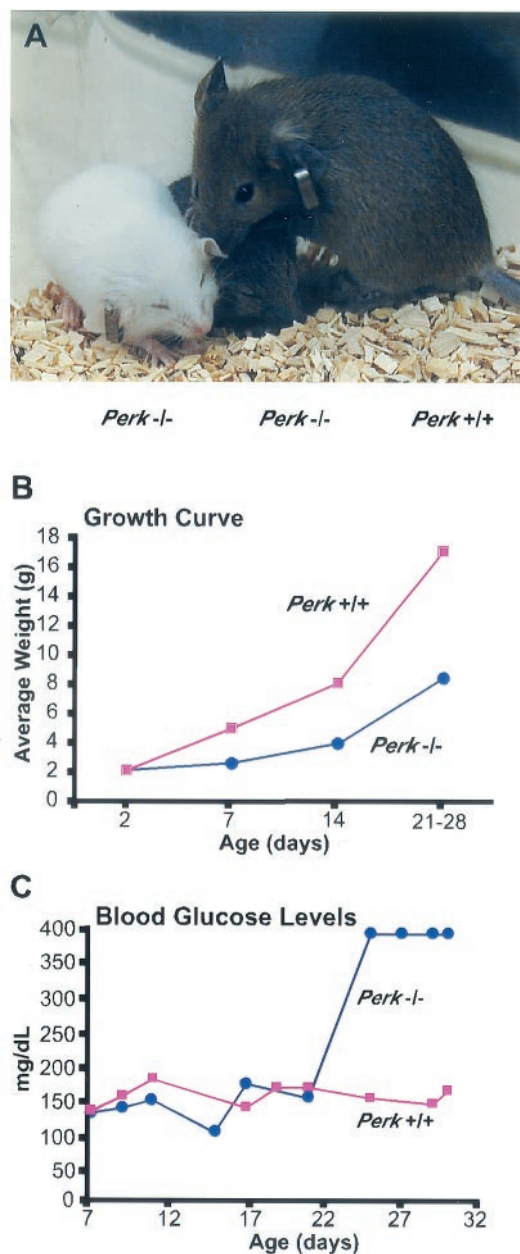 A
Perk -/- Perk -/- Perk +/+
B
Growth Curve
Average Weight (g)
18
16
14
12
10
8
6
4
2
0
Perk +/+
Perk -/-
2 7 14 21-28
Age (days)
C
Blood Glucose Levels
mg/dL
400
350
300
250
200
150
100
50
0
Perk -/-
Perk +/+
7 12 17 22 27 32
Age (days)